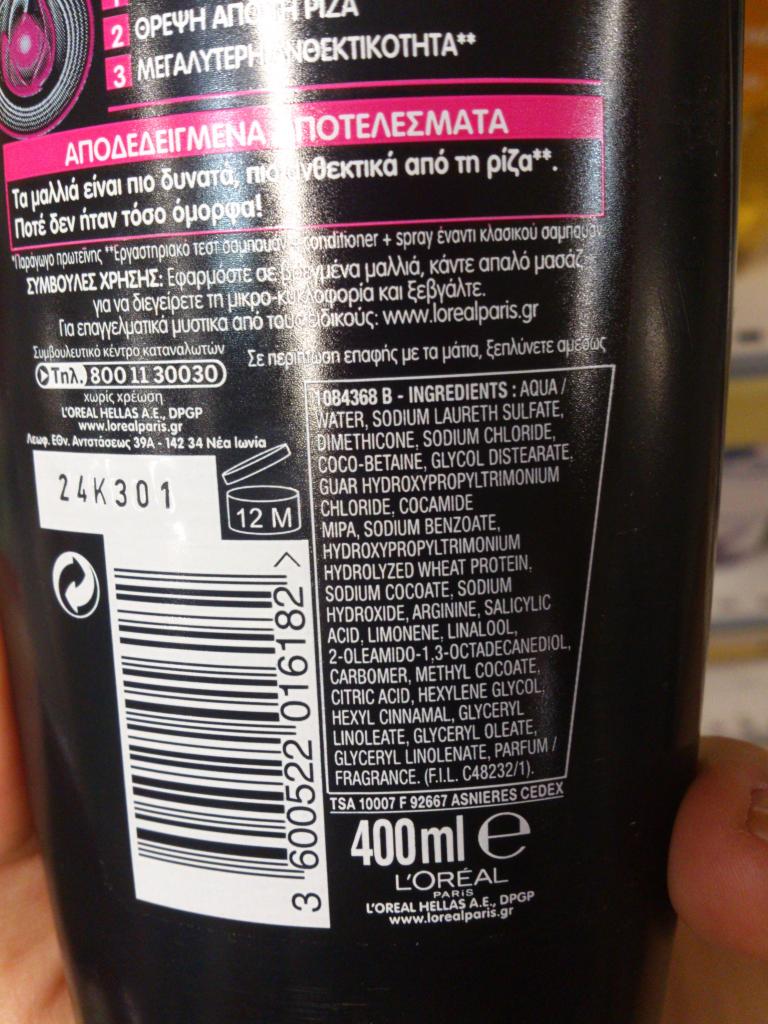 1
2 ΘΡΕΨΗ ΑΠΟ ΤΗ ΡΙΖΑ
3 ΜΕΓΑΛΥΤΕΡΗ ΑΝΘΕΚΤΙΚΟΤΗΤΑ**
ΑΠΟΔΕΔΕΙΓΜΕΝΑ ΑΠΟΤΕΛΕΣΜΑΤΑ
Τα μαλλιά είναι πιο δυνατά, πιο ανθεκτικά από τη ρίζα**.
Ποτέ δεν ήταν τόσο όμορφα!
*Παράγωγο πρωτεΐνης **Εργαστηριακό τεστ σαμπουάν + conditioner + spray έναντι κλασικού σαμπουάν
ΣΥΜΒΟΥΛΕΣ ΧΡΗΣΗΣ: Εφαρμόστε σε βρεγμένα μαλλιά, κάντε απαλό μασάζ
για να διεγείρετε τη μικρο-κυκλοφορία και ξεβγάλτε.
Για επαγγελματικά μυστικα από τους ειδικούς: www.lorealparis.gr
Συμβουλευτικό κέντρο καταναλωτών
Σε περίπτωση επαφής με τα μάτια, ξεπλύνετε αμέσως
Τηλ. 800 11 30030
χωρίς χρέωση
L'ORÉAL HELLAS A.E., DPGP
www.lorealparis.gr
Λεωφ. Εθν. Αντιστάσεως 39Α - 142 34 Νέα Ιωνία
24K301
12 M
1084368 B - INGREDIENTS : AQUA /
WATER, SODIUM LAURETH SULFATE,
DIMETHICONE, SODIUM CHLORIDE,
COCO-BETAINE, GLYCOL DISTEARATE,
GUAR HYDROXYPROPYLTRIMONIUM
CHLORIDE, COCAMIDE
MIPA, SODIUM BENZOATE,
HYDROXYPROPYLTRIMONIUM
HYDROLYZED WHEAT PROTEIN,
SODIUM COCOATE, SODIUM
HYDROXIDE, ARGININE, SALICYLIC
ACID, LIMONENE, LINALOOL,
2-OLEAMIDO-1,3-OCTADECANEDIOL,
CARBOMER, METHYL COCOATE,
CITRIC ACID, HEXYLENE GLYCOL,
HEXYL CINNAMAL, GLYCERYL
LINOLEATE, GLYCERYL OLEATE,
GLYCERYL LINOLENATE, PARFUM /
FRAGRANCE. (F.I.L. C48232/1).
TSA 10007 F 92667 ASNIERES CEDEX
3 600522 016182 >
400 ml e
L'ORÉAL
PARIS
L'ORÉAL HELLAS A.E., DPGP
www.lorealparis.gr